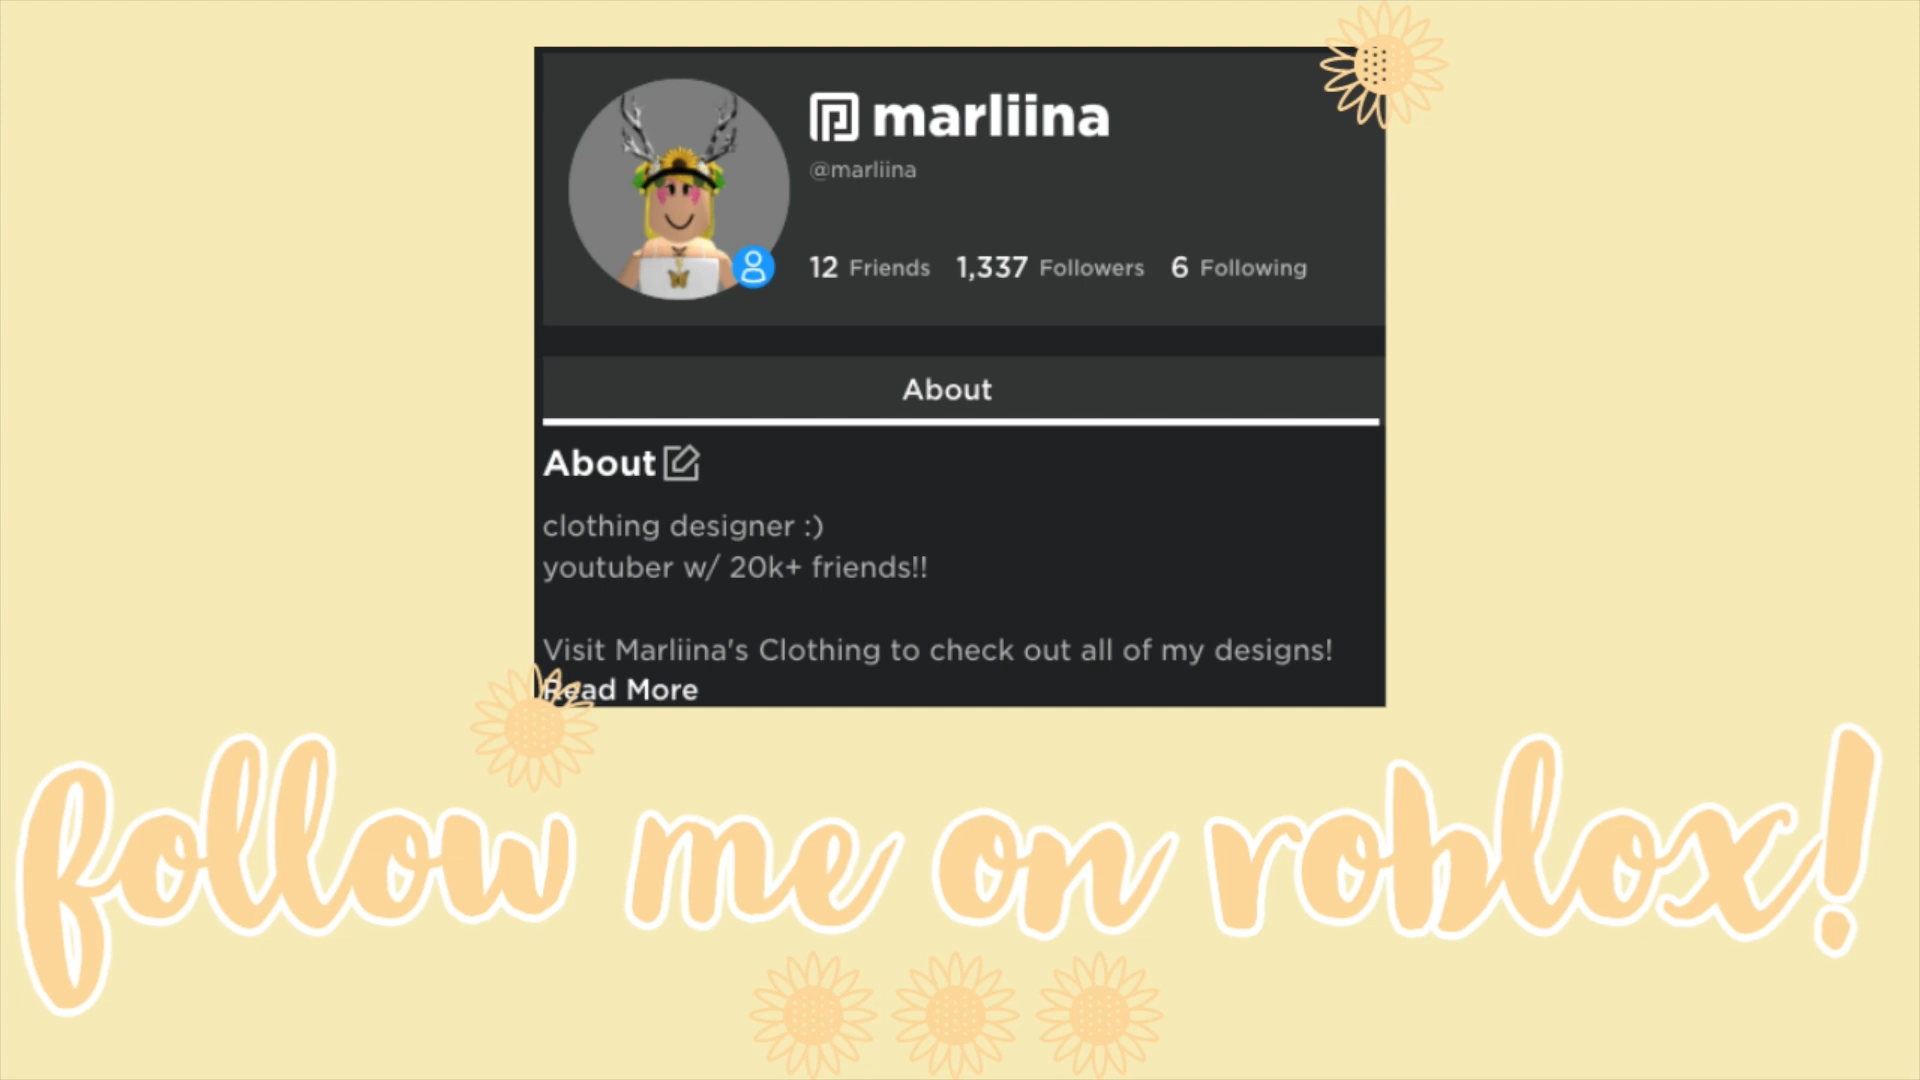 marliina
@marliina
12 Friends 1,337 Followers 6 Following
About
About
clothing designer :)
youtuber w/ 20k+ friends!!
Visit Marliina's Clothing to check out all of my designs!
Read More
follow me on roblox!